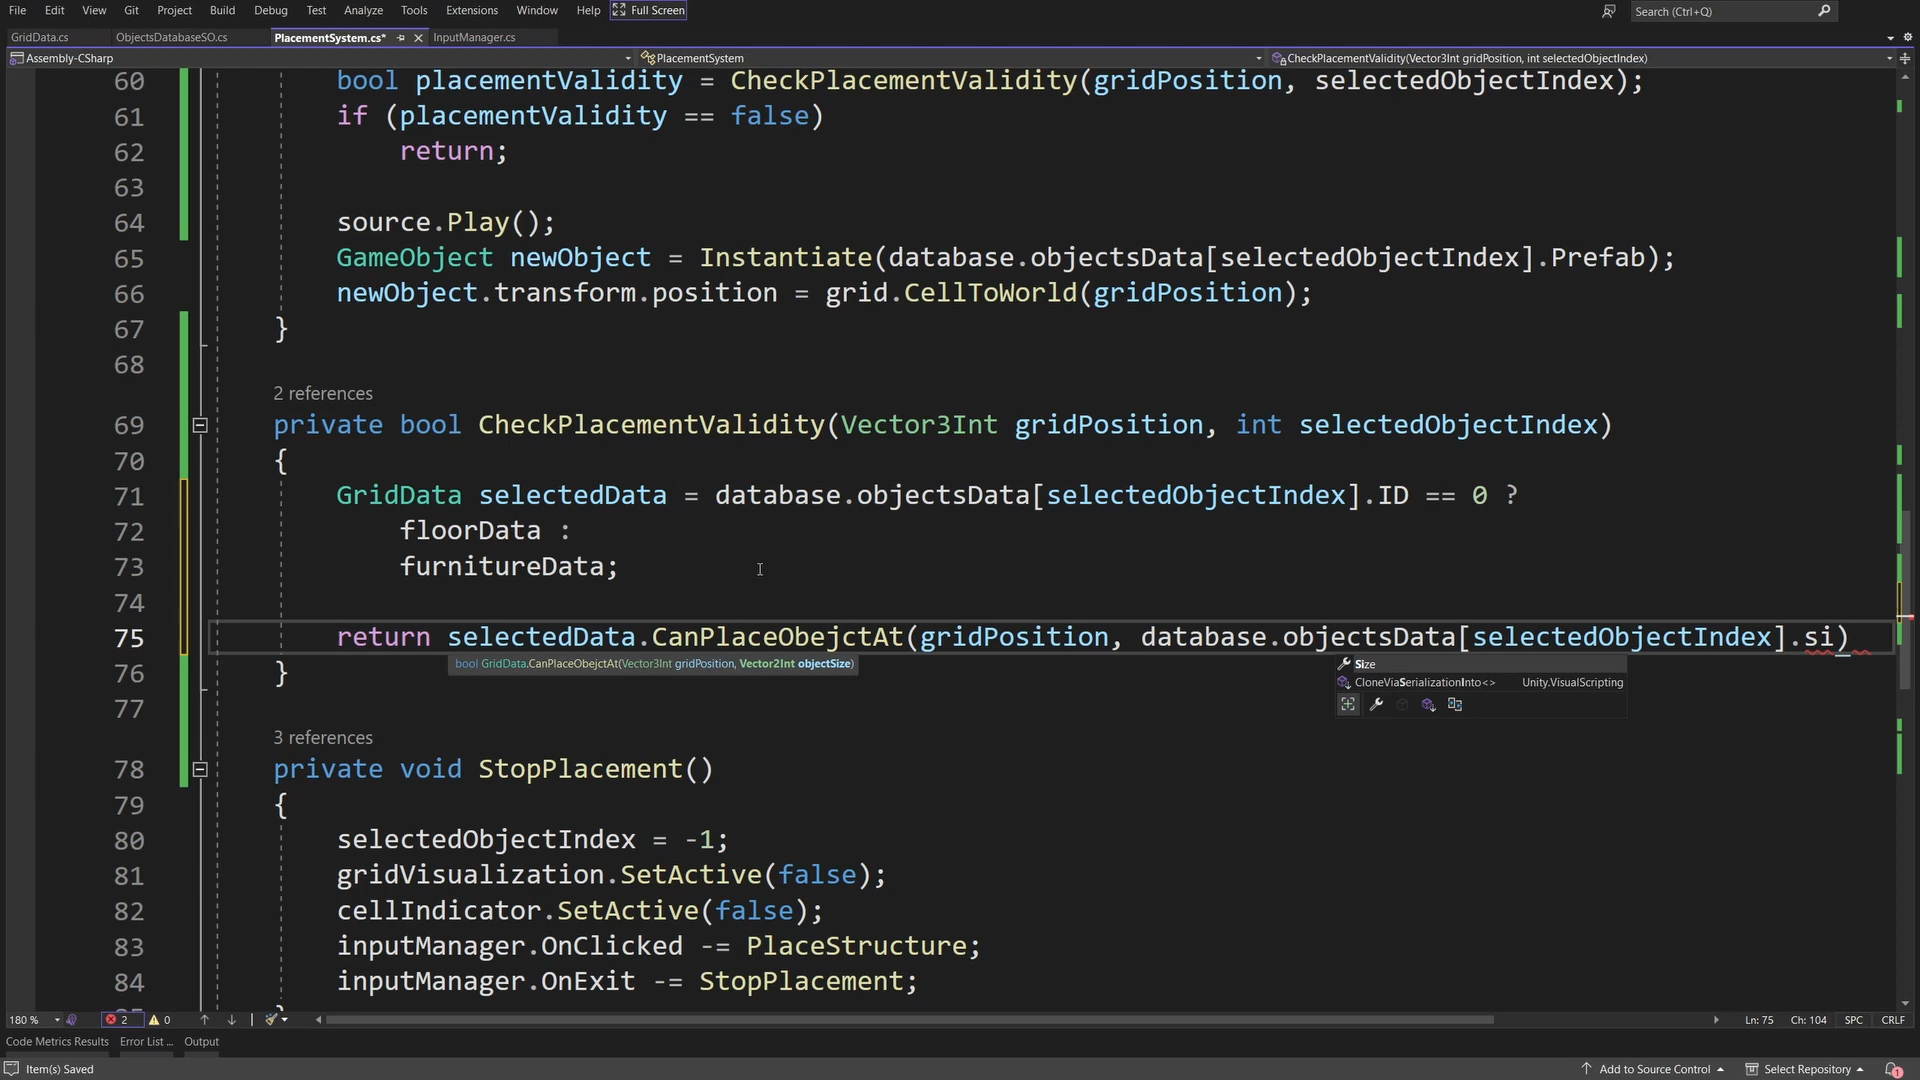 File Edit View Git Project Build Debug Test Analyze Tools Extensions Window Help Full Screen Search (Ctrl+Q)
GridData.cs ObjectsDatabaseSO.cs PlacementSystem.cs* InputManager.cs
Assembly-CSharp PlacementSystem CheckPlacementValidity(Vector3Int gridPosition, int selectedObjectIndex)
60 bool placementValidity = CheckPlacementValidity(gridPosition, selectedObjectIndex);
61 if (placementValidity == false)
62 return;
63
64 source.Play();
65 GameObject newObject = Instantiate(database.objectsData[selectedObjectIndex].Prefab);
66 newObject.transform.position = grid.CellToWorld(gridPosition);
67 }
68
2 references
69 private bool CheckPlacementValidity(Vector3Int gridPosition, int selectedObjectIndex)
70 {
71 GridData selectedData = database.objectsData[selectedObjectIndex].ID == 0 ?
72 floorData :
73 furnitureData;
74
75 return selectedData.CanPlaceObejctAt(gridPosition, database.objectsData[selectedObjectIndex].si)
bool GridData.CanPlaceObejctAt(Vector3Int gridPosition, Vector2Int objectSize)
Size
76 }
CloneViaSerializationInto<> Unity.VisualScripting
77
3 references
78 private void StopPlacement()
79 {
80 selectedObjectIndex = -1;
81 gridVisualization.SetActive(false);
82 cellIndicator.SetActive(false);
83 inputManager.OnClicked -= PlaceStructure;
84 inputManager.OnExit -= StopPlacement;
180 % 2 0 Ln: 75 Ch: 104 SPC CRLF
Code Metrics Results Error List ... Output
Item(s) Saved Add to Source Control Select Repository 1